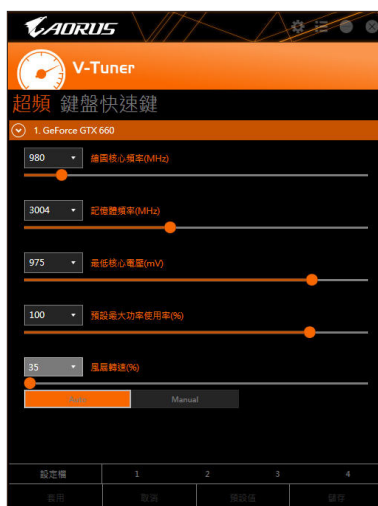 AORUS
V-Tuner
超頻 鍵盤快速鍵
1. GeForce GTX 660
980 繪圖核心頻率(MHz)
3004 記憶體頻率(MHz)
975 最低核心電壓(mV)
100 預設最大功率使用率(%)
35 風扇轉速(%)
Auto Manual
設定檔 1 2 3 4
套用 取消 預設值 儲存